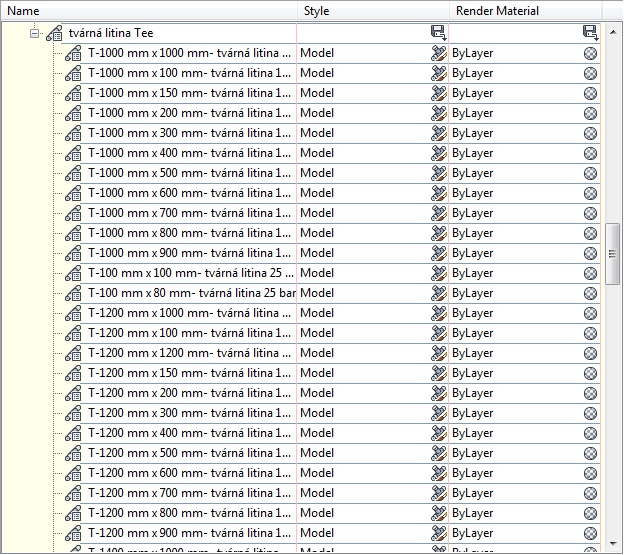 Name Style Render Material
tvárná litina Tee
T-1000 mm x 1000 mm- tvárná litina ... Model ByLayer
T-1000 mm x 100 mm- tvárná litina 1... Model ByLayer
T-1000 mm x 150 mm- tvárná litina 1... Model ByLayer
T-1000 mm x 200 mm- tvárná litina 1... Model ByLayer
T-1000 mm x 300 mm- tvárná litina 1... Model ByLayer
T-1000 mm x 400 mm- tvárná litina 1... Model ByLayer
T-1000 mm x 500 mm- tvárná litina 1... Model ByLayer
T-1000 mm x 600 mm- tvárná litina 1... Model ByLayer
T-1000 mm x 700 mm- tvárná litina 1... Model ByLayer
T-1000 mm x 800 mm- tvárná litina 1... Model ByLayer
T-1000 mm x 900 mm- tvárná litina 1... Model ByLayer
T-100 mm x 100 mm- tvárná litina 25 ... Model ByLayer
T-100 mm x 80 mm- tvárná litina 25 bar Model ByLayer
T-1200 mm x 1000 mm- tvárná litina ... Model ByLayer
T-1200 mm x 100 mm- tvárná litina 1... Model ByLayer
T-1200 mm x 1200 mm- tvárná litina ... Model ByLayer
T-1200 mm x 150 mm- tvárná litina 1... Model ByLayer
T-1200 mm x 200 mm- tvárná litina 1... Model ByLayer
T-1200 mm x 300 mm- tvárná litina 1... Model ByLayer
T-1200 mm x 400 mm- tvárná litina 1... Model ByLayer
T-1200 mm x 500 mm- tvárná litina 1... Model ByLayer
T-1200 mm x 600 mm- tvárná litina 1... Model ByLayer
T-1200 mm x 700 mm- tvárná litina 1... Model ByLayer
T-1200 mm x 800 mm- tvárná litina 1... Model ByLayer
T-1200 mm x 900 mm- tvárná litina 1... Model ByLayer
T-1400 mm x 1000 mm- tvárná litina ... Model ByLayer